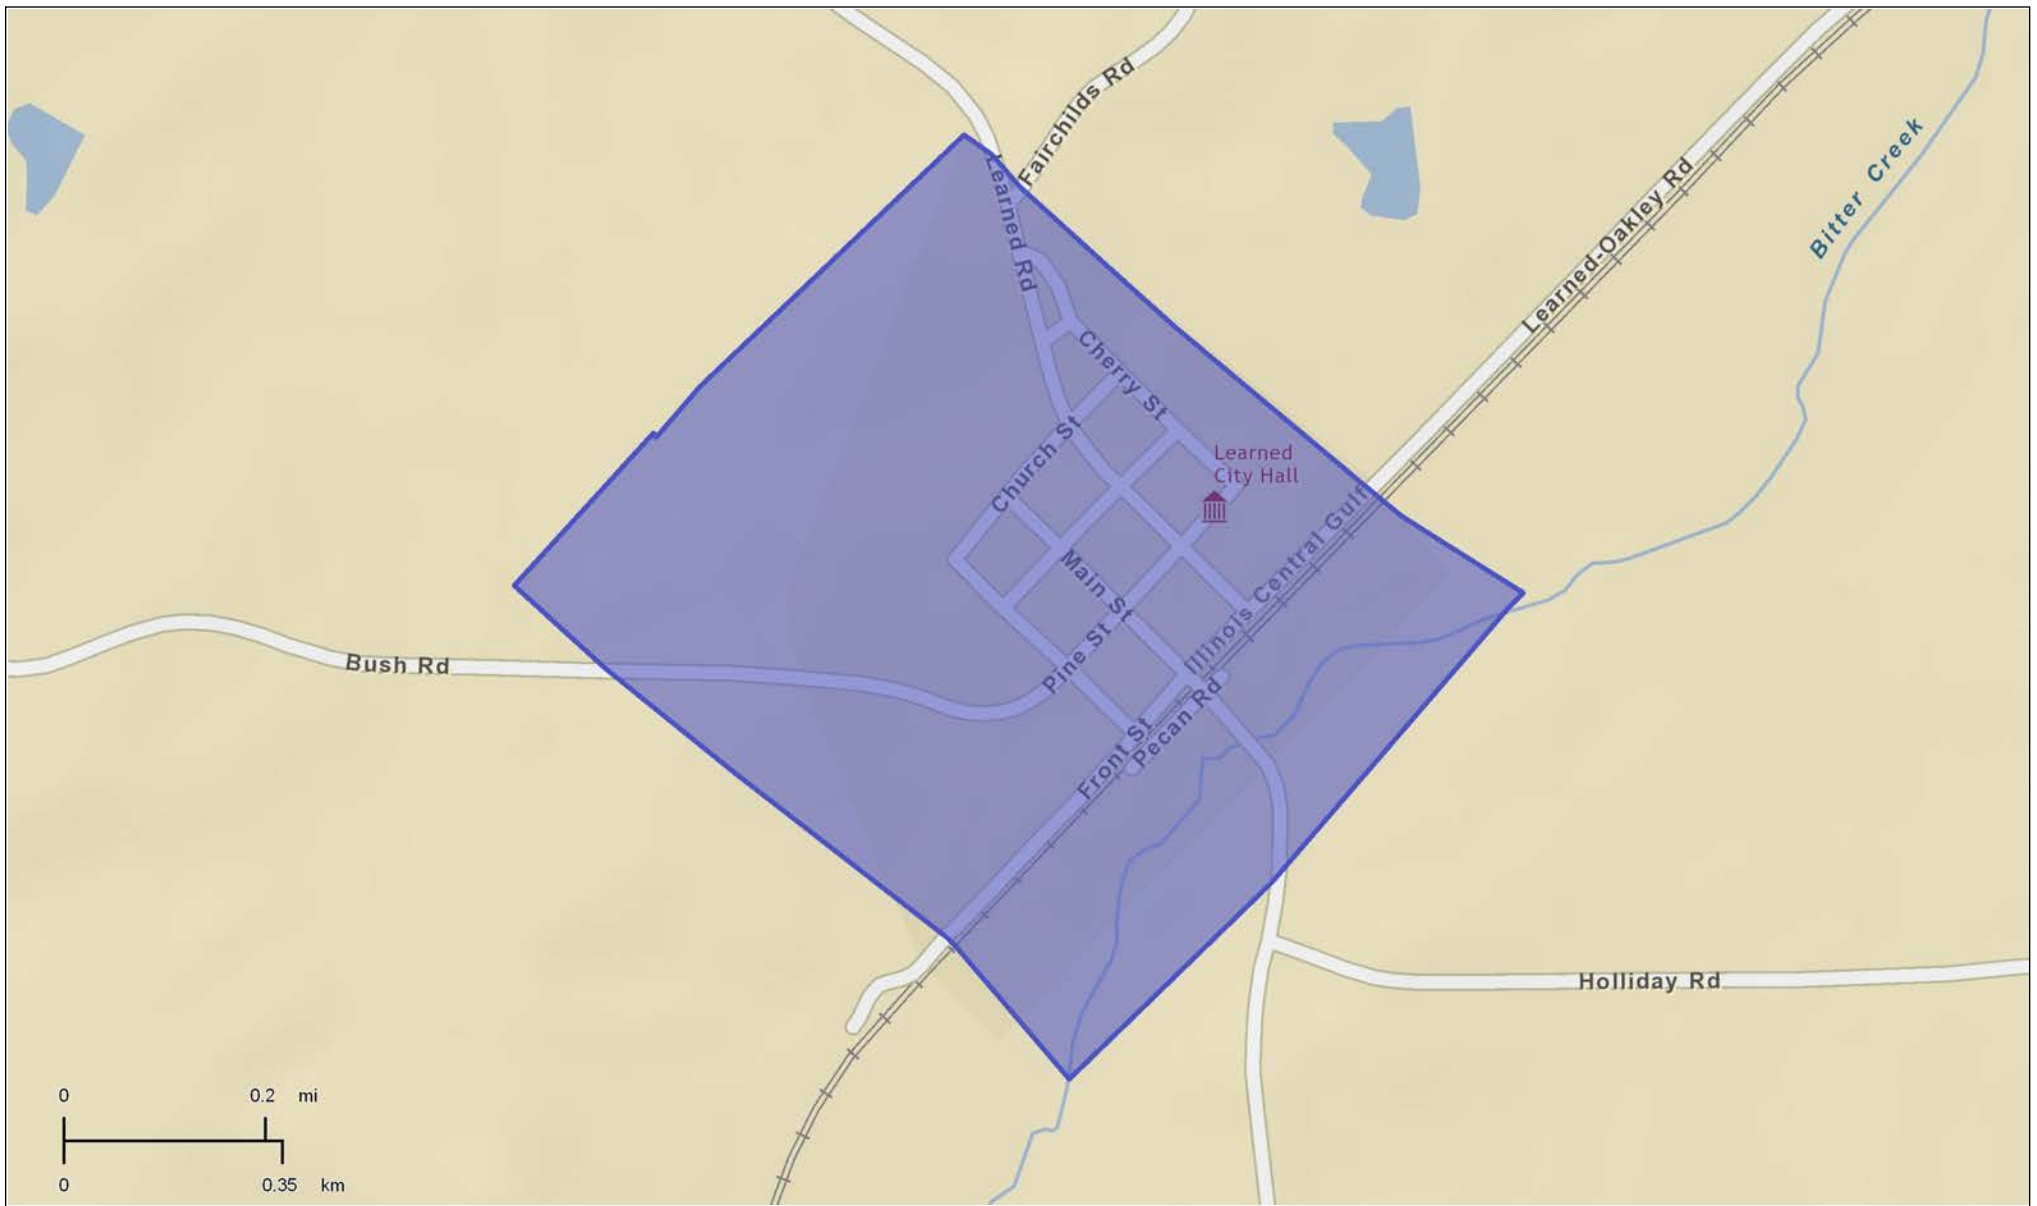 Fairchilds Rd
Learned Rd
Bitter Creek
Learned-Oakley Rd
Cherry St
Church St
Learned
City Hall
Illinois Central Gulf
Main St
Pine St
Bush Rd
Pecan Rd
Front St
Holliday Rd
0 0.2 mi
0 0.35 km